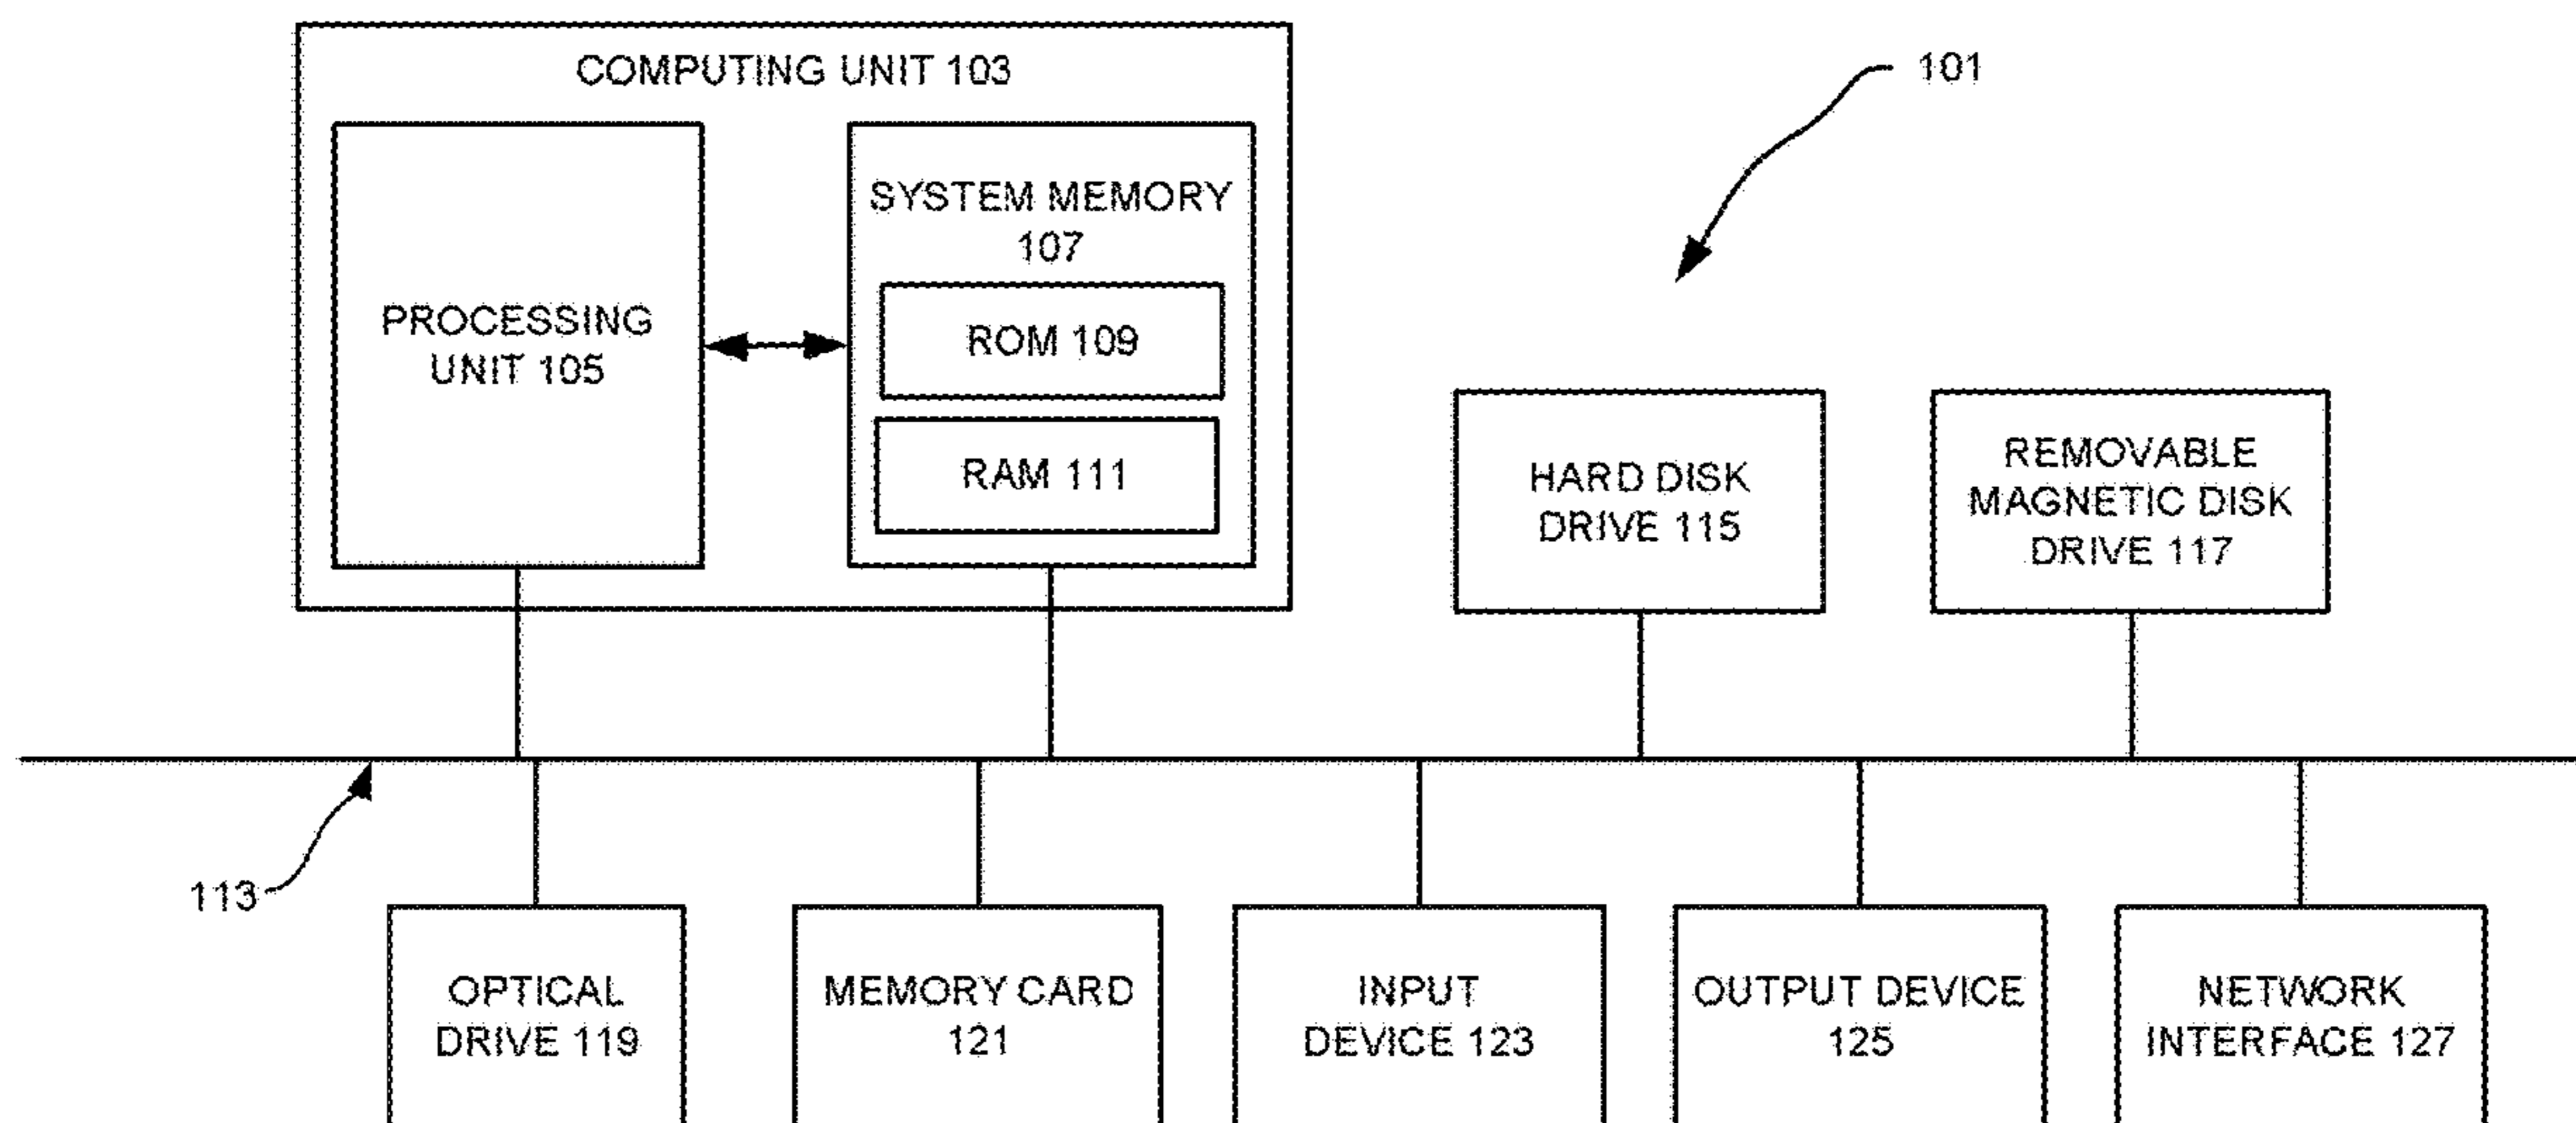 COMPUTING UNIT 103
101
PROCESSING
UNIT 105
SYSTEM MEMORY
107
ROM 109
RAM 111
HARD DISK
DRIVE 115
REMOVABLE
MAGNETIC DISK
DRIVE 117
113
OPTICAL
DRIVE 119
MEMORY CARD
121
INPUT
DEVICE 123
OUTPUT DEVICE
125
NETWORK
INTERFACE 127